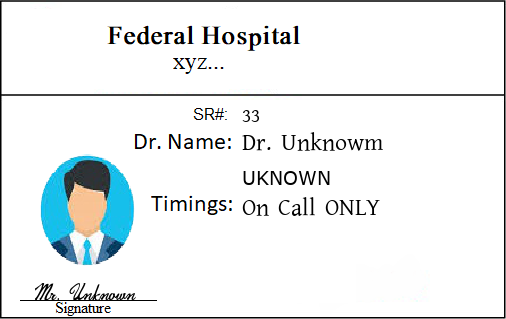 Federal Hospital
xyz...
SR#: 33
Dr. Name: Dr. Unknowm
UKNOWN
Timings: On Call ONLY
Mr. Unknown
Signature